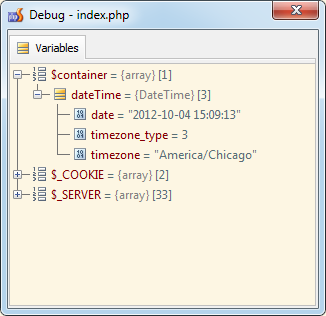 Debug - index.php
Variables
$container = {array} [1]
dateTime = {DateTime} [3]
date = "2012-10-04 15:09:13"
timezone_type = 3
timezone = "America/Chicago"
$_COOKIE = {array} [2]
$_SERVER = {array} [33]